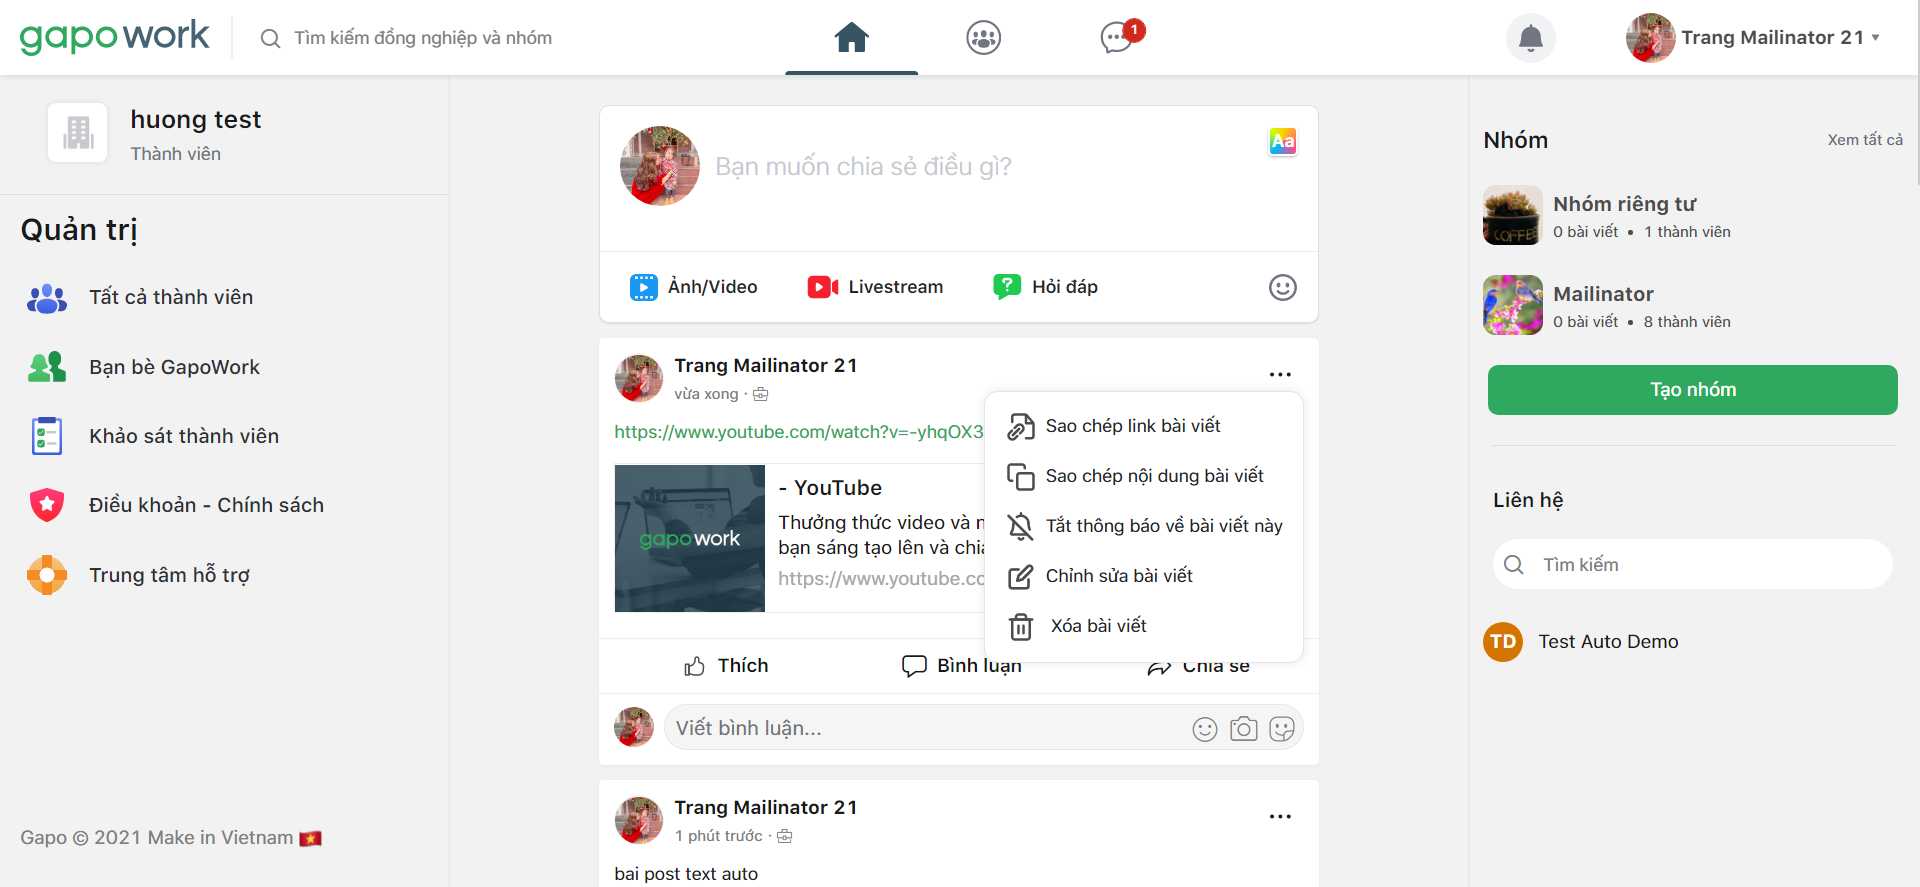 gapowork
Tìm kiếm đồng nghiệp và nhóm
1
Trang Mailinator 21
huong test
Thành viên
Quản trị
Tất cả thành viên
Bạn bè GapoWork
Khảo sát thành viên
Điều khoản - Chính sách
Trung tâm hỗ trợ
Gapo © 2021 Make in Vietnam
Bạn muốn chia sẻ điều gì?
Aa
Ảnh/Video
Livestream
Hỏi đáp
Trang Mailinator 21
vừa xong ·
https://www.youtube.com/watch?v=-yhqOX3
gapowork
- YouTube
Thưởng thức video và n
bạn sáng tạo lên và chia
https://www.youtube.co
Sao chép link bài viết
Sao chép nội dung bài viết
Tắt thông báo về bài viết này
Chỉnh sửa bài viết
Xóa bài viết
Thích
Bình luận
Chia sẻ
Viết bình luận...
Trang Mailinator 21
1 phút trước ·
bai post text auto
Nhóm
Xem tất cả
COFFEE
Nhóm riêng tư
0 bài viết • 1 thành viên
Mailinator
0 bài viết • 8 thành viên
Tạo nhóm
Liên hệ
Tìm kiếm
TD
Test Auto Demo